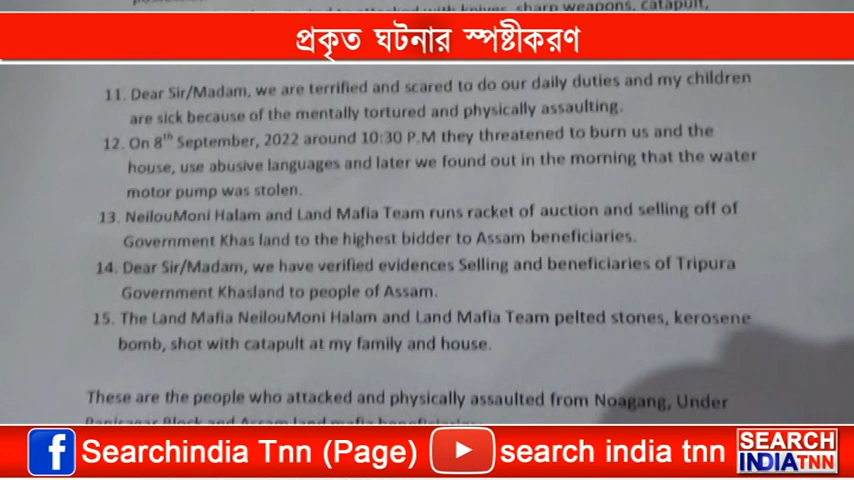 sharp weapons, catapult,
প্রকৃত ঘটনার স্পষ্টীকরণ
11. Dear Sir/Madam, we are terrified and scared to do our daily duties and my children
are sick because of the mentally tortured and physically assaulting.
12. On 8th September, 2022 around 10:30 P.M they threatened to burn us and the
house, use abusive languages and later we found out in the morning that the water
motor pump was stolen.
13. NeilouMoni Halam and Land Mafia Team runs racket of auction and selling off of
Government Khas land to the highest bidder to Assam beneficiaries.
14. Dear Sir/Madam, we have verified evidences Selling and beneficiaries of Tripura
Government Khasland to people of Assam.
15. The Land Mafia NeilouMoni Halam and Land Mafia Team pelted stones, kerosene
bomb, shot with catapult at my family and house.
These are the people who attacked and physically assaulted from Noagang, Under
Searchindia Tnn (Page)
search india tnn
SEARCH
INDIATNN